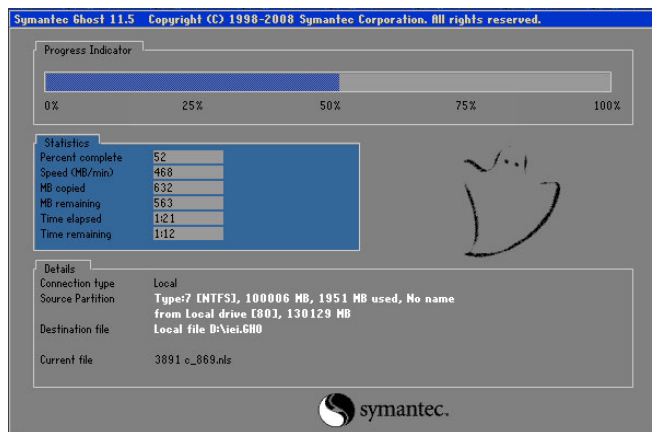 Symantec Ghost 11.5 Copyright (C) 1998-2008 Symantec Corporation. All rights reserved.
Progress Indicator
0% 25% 50% 75% 100%
Statistics
Percent complete 52
Speed (MB/min) 468
MB copied 632
MB remaining 563
Time elapsed 1:21
Time remaining 1:12
Details
Connection type Local
Source Partition Type:7 [NTFS], 100006 MB, 1951 MB used, No name
from Local drive [80], 130129 MB
Destination file Local file D:\iei.GHO
Current file 3891 c_869.nls
symantec.